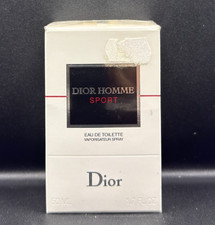 DIOR HOMME
SPORT
EAU DE TOILETTE
VAPORISATEUR SPRAY
Dior